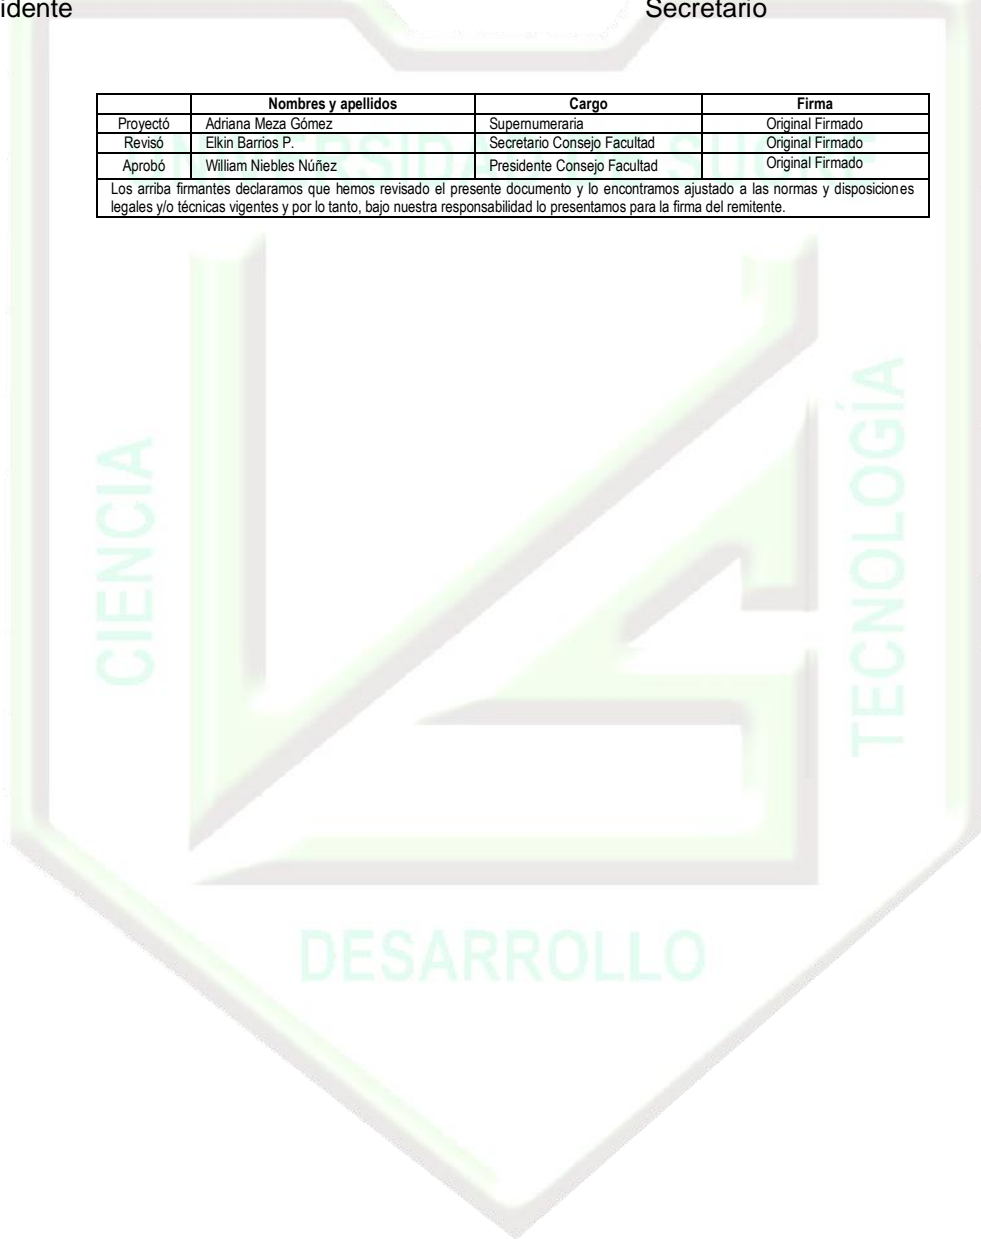 idente Secretario
Nombres y apellidos Cargo Firma
Proyectó Adriana Meza Gómez Supernumeraria Original Firmado
Revisó Elkin Barrios P. Secretario Consejo Facultad Original Firmado
Aprobó William Niebles Núñez Presidente Consejo Facultad Original Firmado
Los arriba firmantes declaramos que hemos revisado el presente documento y lo encontramos ajustado a las normas y disposiciones
legales y/o técnicas vigentes y por lo tanto, bajo nuestra responsabilidad lo presentamos para la firma del remitente.
CIENCIA
TECNOLOGÍA
DESARROLLO